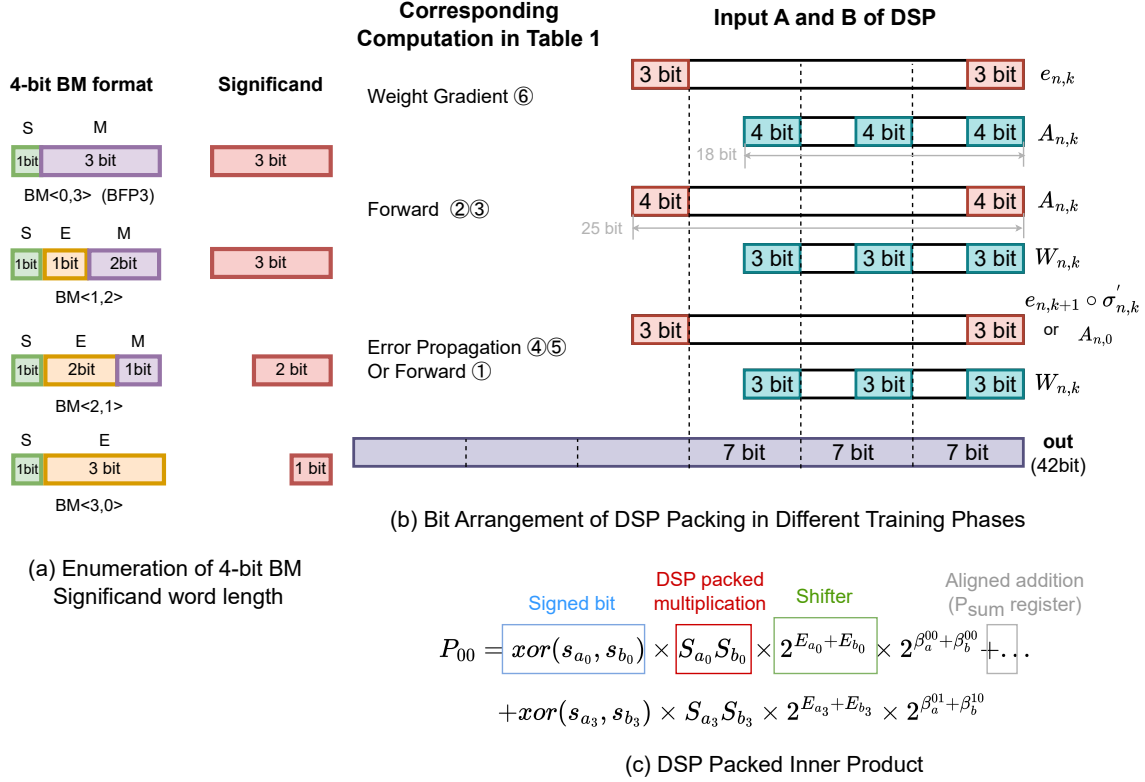 4-bit BM format
Significand
S M
1bit 3 bit
3 bit
BM<0,3> (BFP3)
S E M
1bit 1bit 2bit
3 bit
BM<1,2>
S E M
1bit 2bit 1bit
2 bit
BM<2,1>
S E
1bit 3 bit
1 bit
BM<3,0>
(a) Enumeration of 4-bit BM
Significand word length
Corresponding
Computation in Table 1
Input A and B of DSP
Weight Gradient ⑥
3 bit 3 bit e_{n,k}
4 bit 4 bit 4 bit A_{n,k}
18 bit
Forward ②③
4 bit 4 bit A_{n,k}
25 bit
3 bit 3 bit 3 bit W_{n,k}
Error Propagation ④⑤
Or Forward ①
3 bit 3 bit
e_{n,k+1} ∘ σ'_{n,k}
or A_{n,0}
3 bit 3 bit 3 bit W_{n,k}
7 bit 7 bit 7 bit
out
(42bit)
(b) Bit Arrangement of DSP Packing in Different Training Phases
Signed bit
DSP packed
multiplication
Shifter
Aligned addition
(P_{sum} register)
P_{00} = xor(s_{a_0}, s_{b_0}) × S_{a_0}S_{b_0} × 2^{E_{a_0}+E_{b_0}} × 2^{β_a^{00}+β_b^{00}} +...
+xor(s_{a_3}, s_{b_3}) × S_{a_3}S_{b_3} × 2^{E_{a_3}+E_{b_3}} × 2^{β_a^{01}+β_b^{10}}
(c) DSP Packed Inner Product